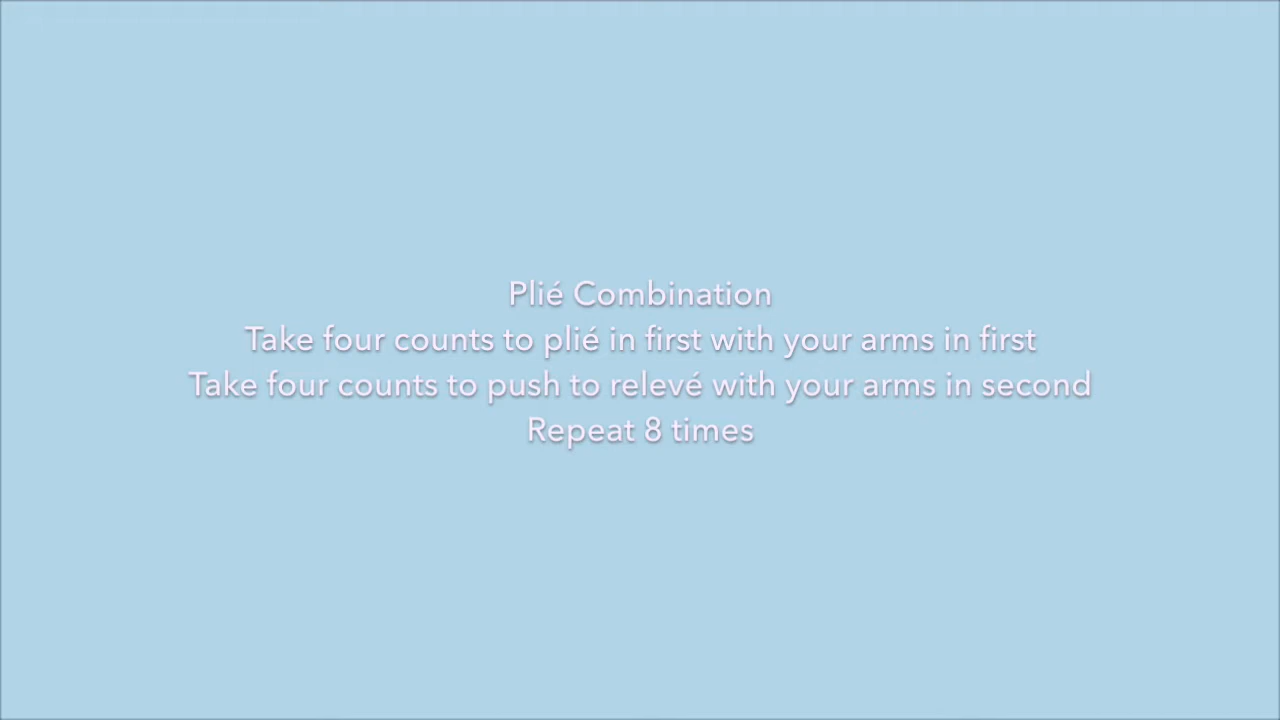 Plié Combination
Take four counts to plié in first with your arms in first
Take four counts to push to relevé with your arms in second
Repeat 8 times